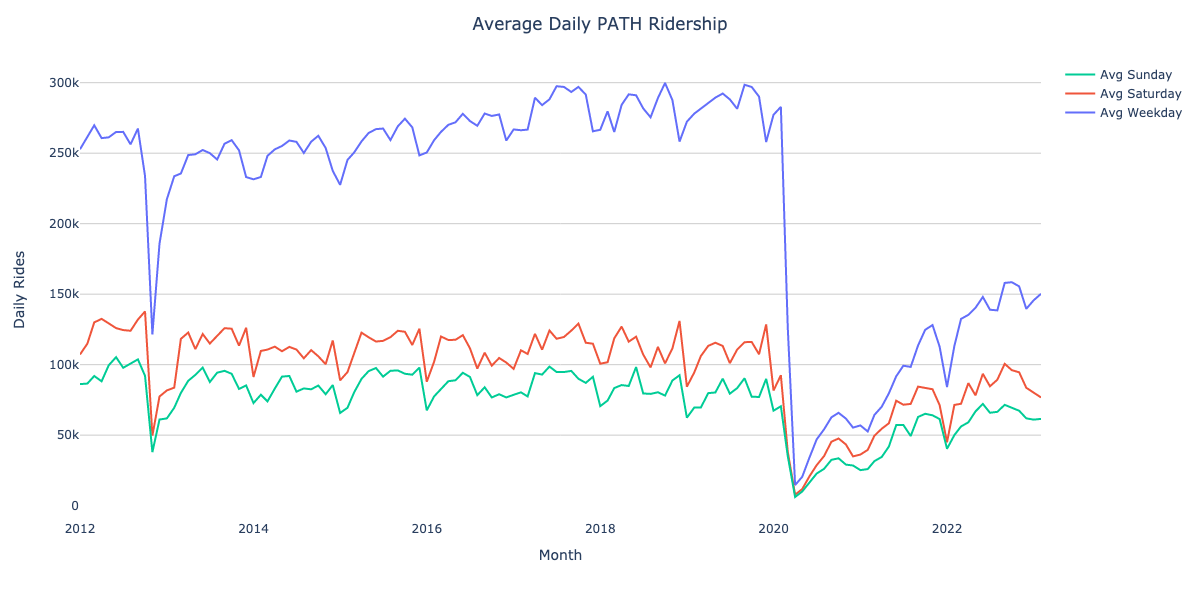 Average Daily PATH Ridership
Avg Sunday
Avg Saturday
Avg Weekday
Daily Rides
300k
250k
200k
150k
100k
50k
0
2012 2014 2016 2018 2020 2022
Month